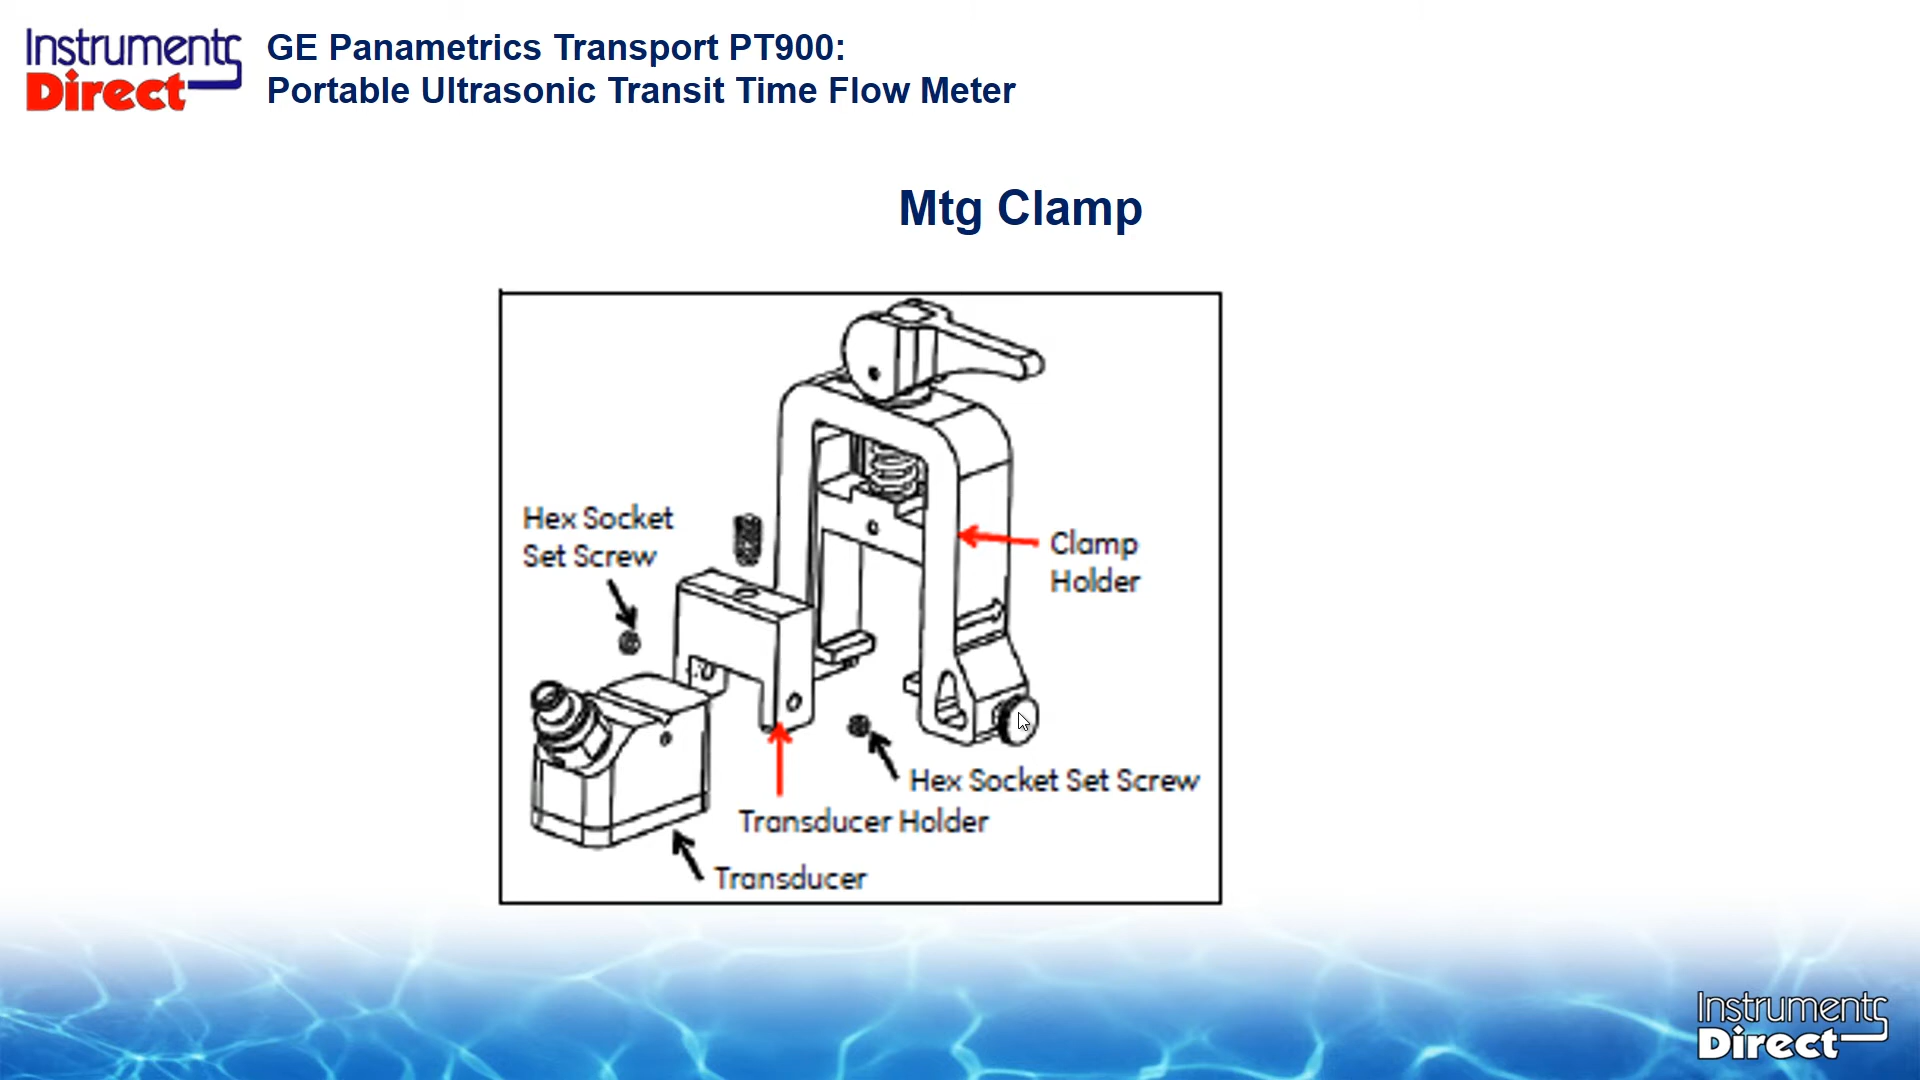 Instruments
Direct
GE Panametrics Transport PT900:
Portable Ultrasonic Transit Time Flow Meter
Mtg Clamp
Hex Socket
Set Screw
Clamp
Holder
Hex Socket Set Screw
Transducer Holder
Transducer
Instruments
Direct